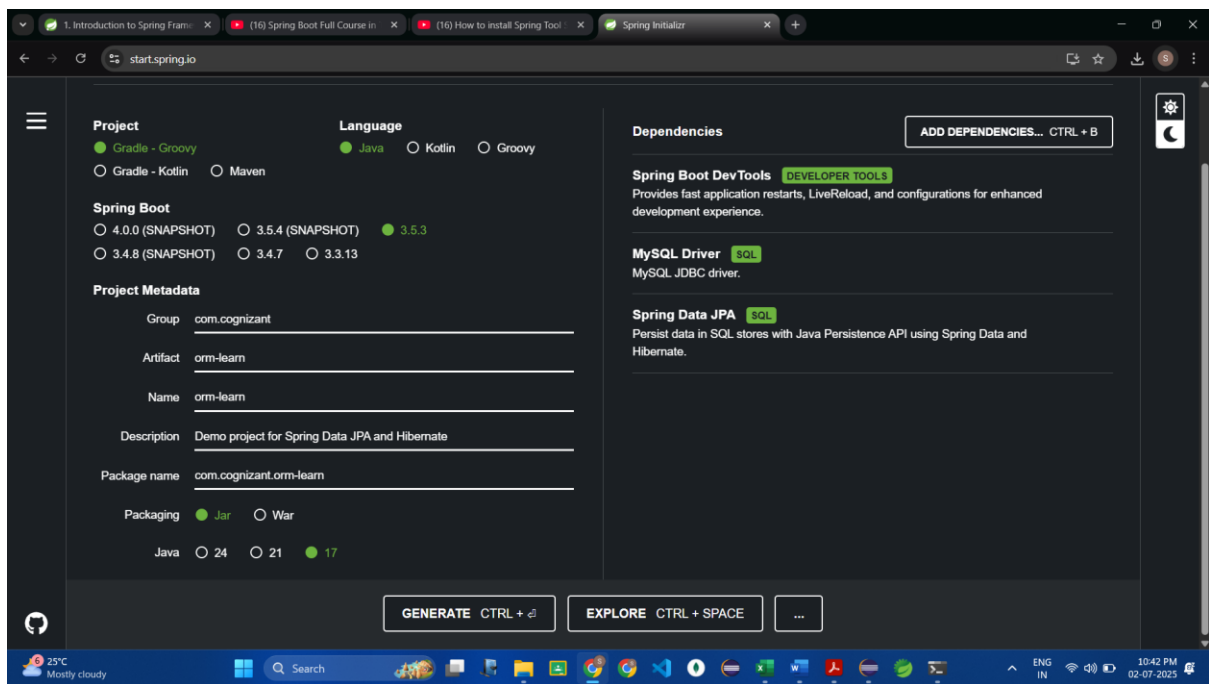 1. Introduction to Spring Frame
(16) Spring Boot Full Course in
(16) How to install Spring Tool
Spring Initializr
start.spring.io
S
Project
Gradle - Groovy
Gradle - Kotlin
Maven
Language
Java
Kotlin
Groovy
Spring Boot
4.0.0 (SNAPSHOT)
3.5.4 (SNAPSHOT)
3.5.3
3.4.8 (SNAPSHOT)
3.4.7
3.3.13
Project Metadata
Group com.cognizant
Artifact orm-learn
Name orm-learn
Description Demo project for Spring Data JPA and Hibernate
Package name com.cognizant.orm-learn
Packaging Jar War
Java 24 21 17
Dependencies
ADD DEPENDENCIES... CTRL + B
Spring Boot DevTools DEVELOPER TOOLS
Provides fast application restarts, LiveReload, and configurations for enhanced
development experience.
MySQL Driver SQL
MySQL JDBC driver.
Spring Data JPA SQL
Persist data in SQL stores with Java Persistence API using Spring Data and
Hibernate.
GENERATE CTRL + ⏎
EXPLORE CTRL + SPACE
...
6
25°C
Mostly cloudy
Search
ENG
IN
10:42 PM
02-07-2025